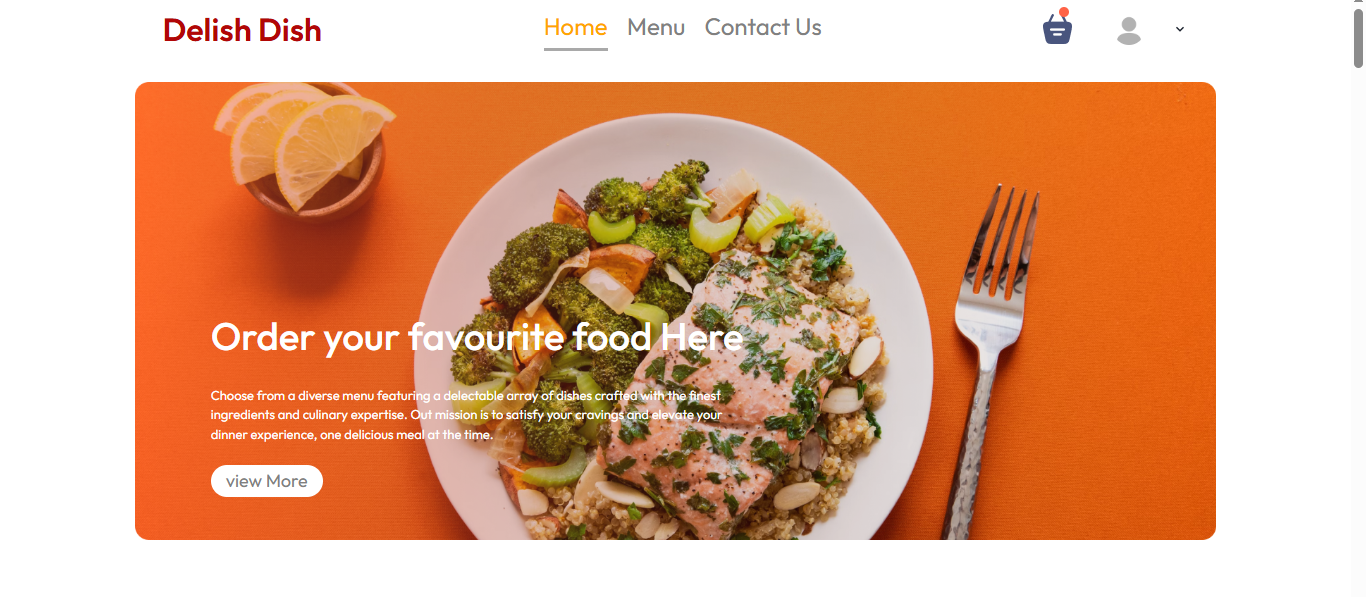 Delish Dish
Home Menu Contact Us
Order your favourite food Here
Choose from a diverse menu featuring a delectable array of dishes crafted with the finest
ingredients and culinary expertise. Out mission is to satisfy your cravings and elevate your
dinner experience, one delicious meal at the time.
view More